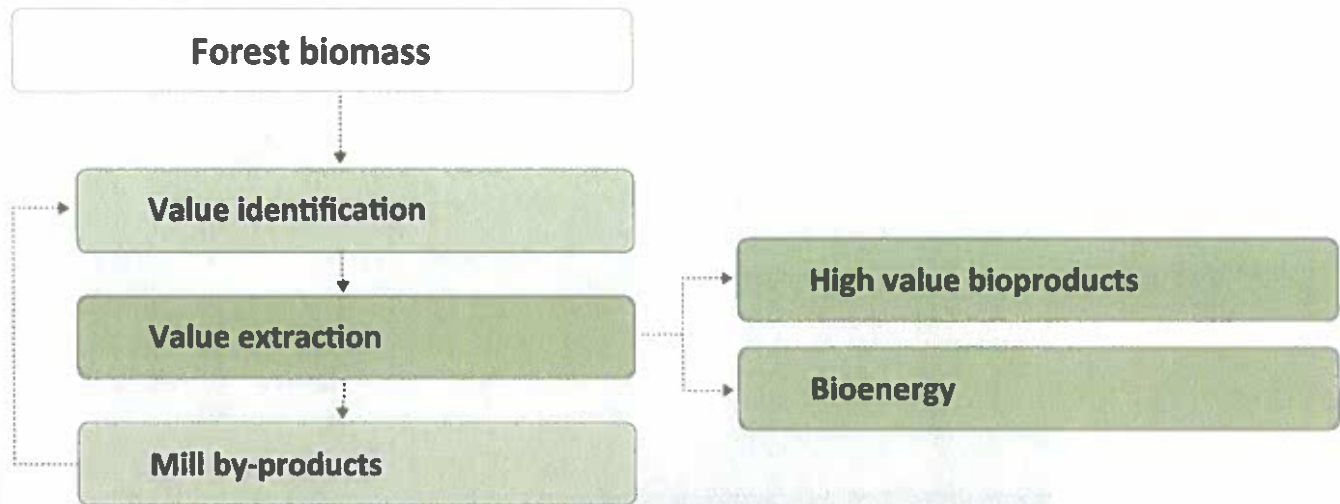 Forest biomass
Value identification
Value extraction
Mill by-products
High value bioproducts
Bioenergy